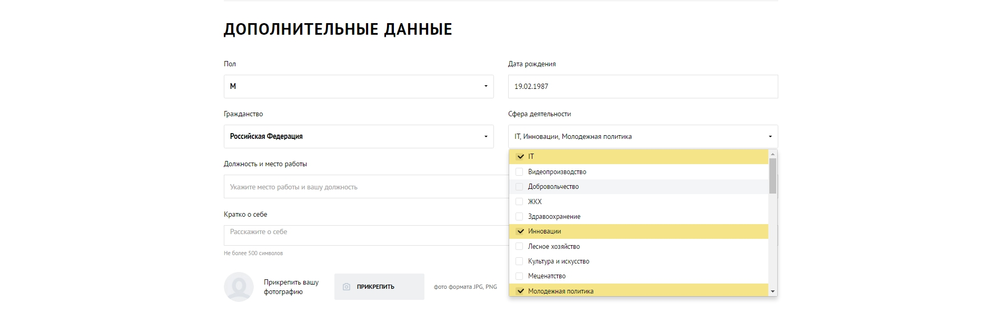 ДОПОЛНИТЕЛЬНЫЕ ДАННЫЕ
Пол
М
Дата рождения
19.02.1987
Гражданство
Российская Федерация
Сфера деятельности
IT, Инновации, Молодежная политика
IT
Видеопроизводство
Добровольчество
ЖКХ
Здравоохранение
Инновации
Лесное хозяйство
Культура и искусство
Меценатство
Молодежная политика
Должность и место работы
Укажите место работы и вашу должность
Кратко о себе
Расскажите о себе
Не более 500 символов
Прикрепить вашу
фотографию
ПРИКРЕПИТЬ
фото формата JPG, PNG